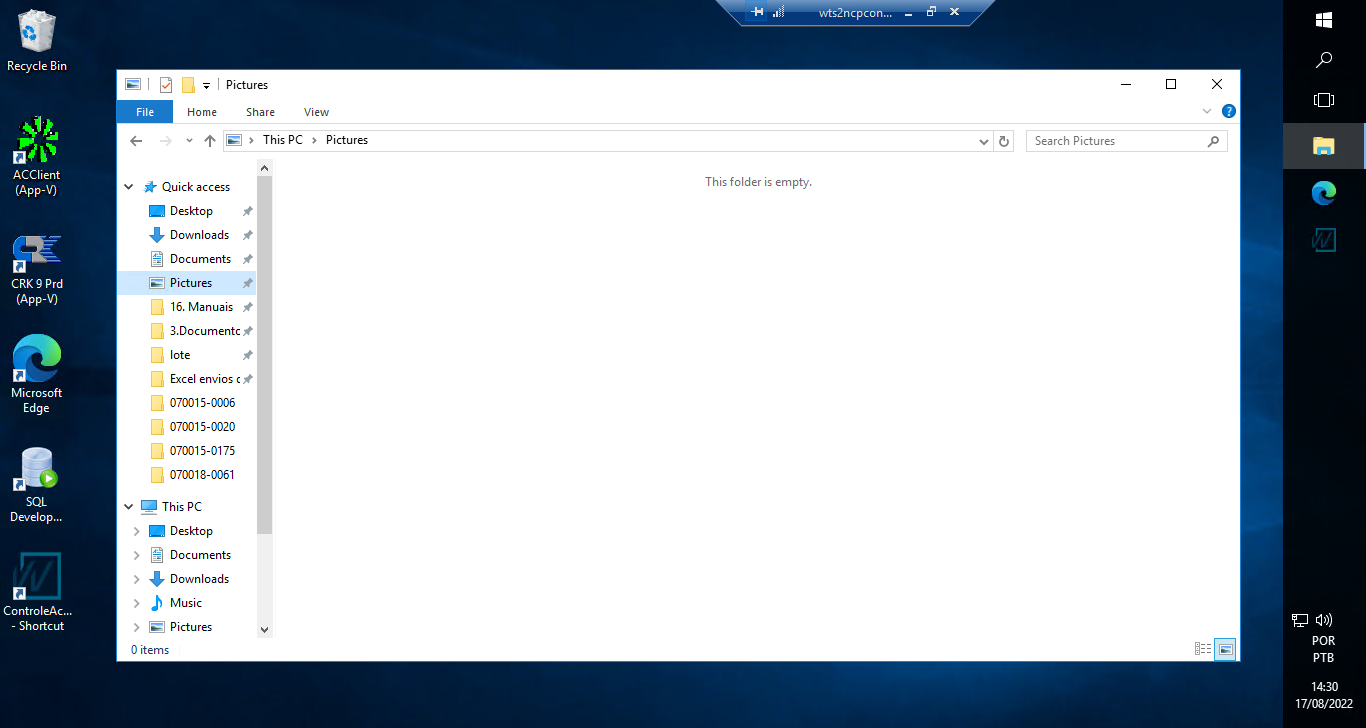 wts2ncpcon...
Recycle Bin
ACClient
(App-V)
CRK 9 Prd
(App-V)
Microsoft
Edge
SQL
Develop...
ControleAc...
- Shortcut
Pictures
File
Home
Share
View
This PC
Pictures
Search Pictures
Quick access
Desktop
Downloads
Documents
Pictures
16. Manuais
3.Documento
lote
Excel envios c
070015-0006
070015-0020
070015-0175
070018-0061
This PC
Desktop
Documents
Downloads
Music
Pictures
This folder is empty.
0 items
POR
PTB
14:30
17/08/2022